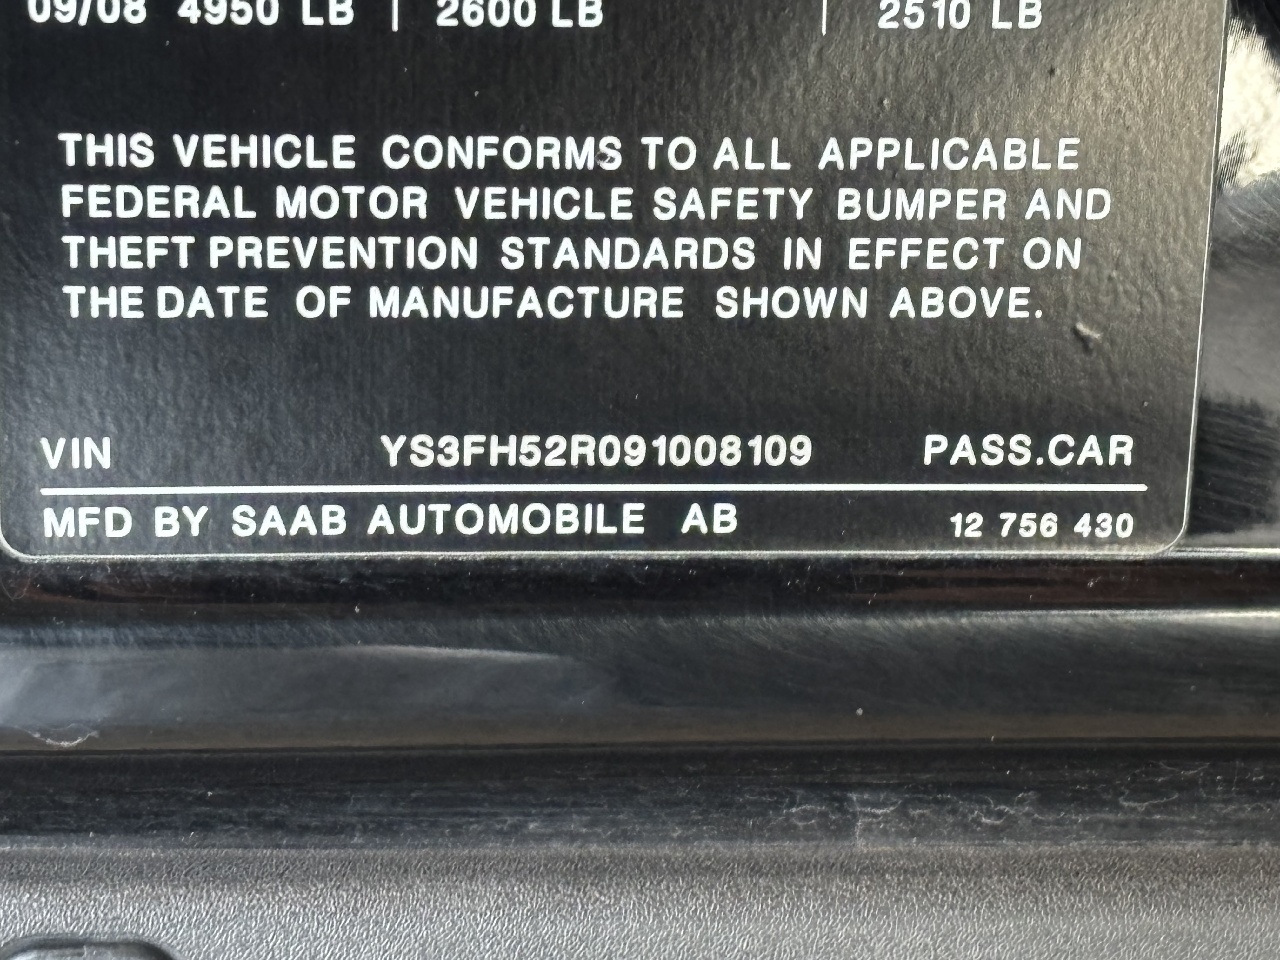 09/08 4950 LB | 2600 LB | 2510 LB
THIS VEHICLE CONFORMS TO ALL APPLICABLE
FEDERAL MOTOR VEHICLE SAFETY BUMPER AND
THEFT PREVENTION STANDARDS IN EFFECT ON
THE DATE OF MANUFACTURE SHOWN ABOVE.
VIN YS3FH52R091008109 PASS.CAR
MFD BY SAAB AUTOMOBILE AB 12 756 430